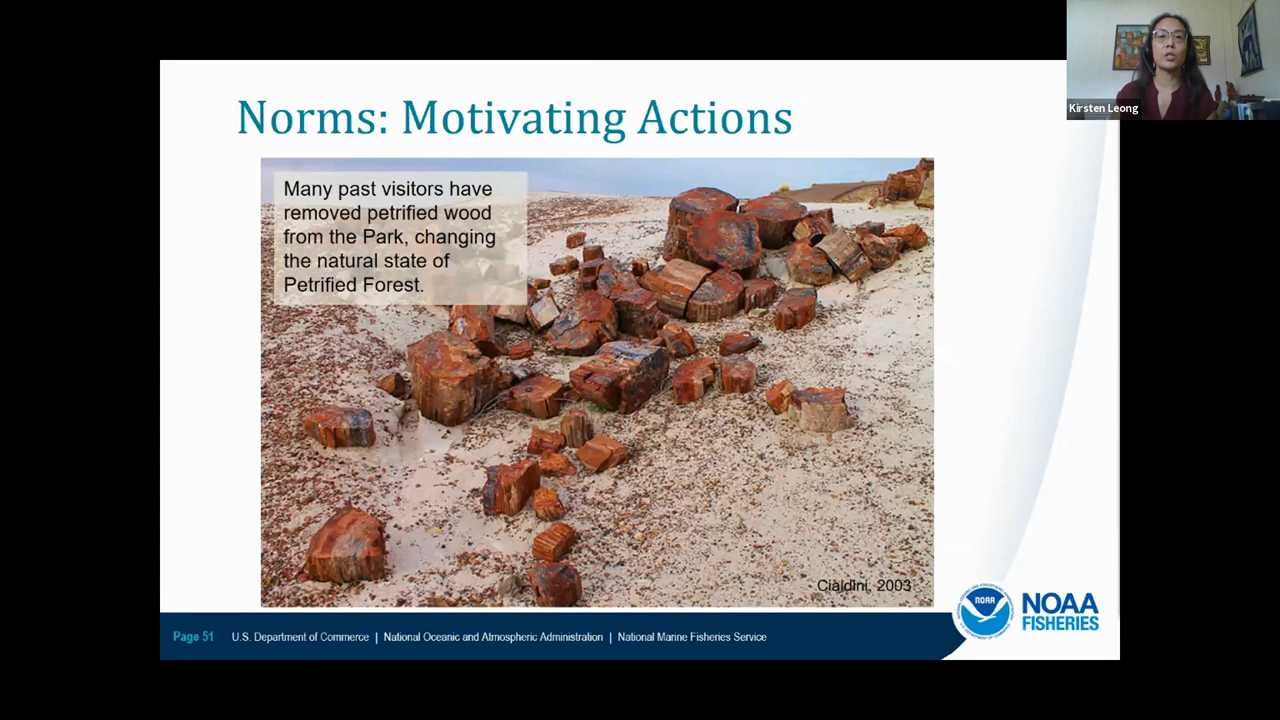 Kirsten Leong
Norms: Motivating Actions
Many past visitors have
removed petrified wood
from the Park, changing
the natural state of
Petrified Forest.
Cialdini, 2003
NOAA
NOAA
FISHERIES
Page 51
U.S. Department of Commerce | National Oceanic and Atmospheric Administration | National Marine Fisheries Service